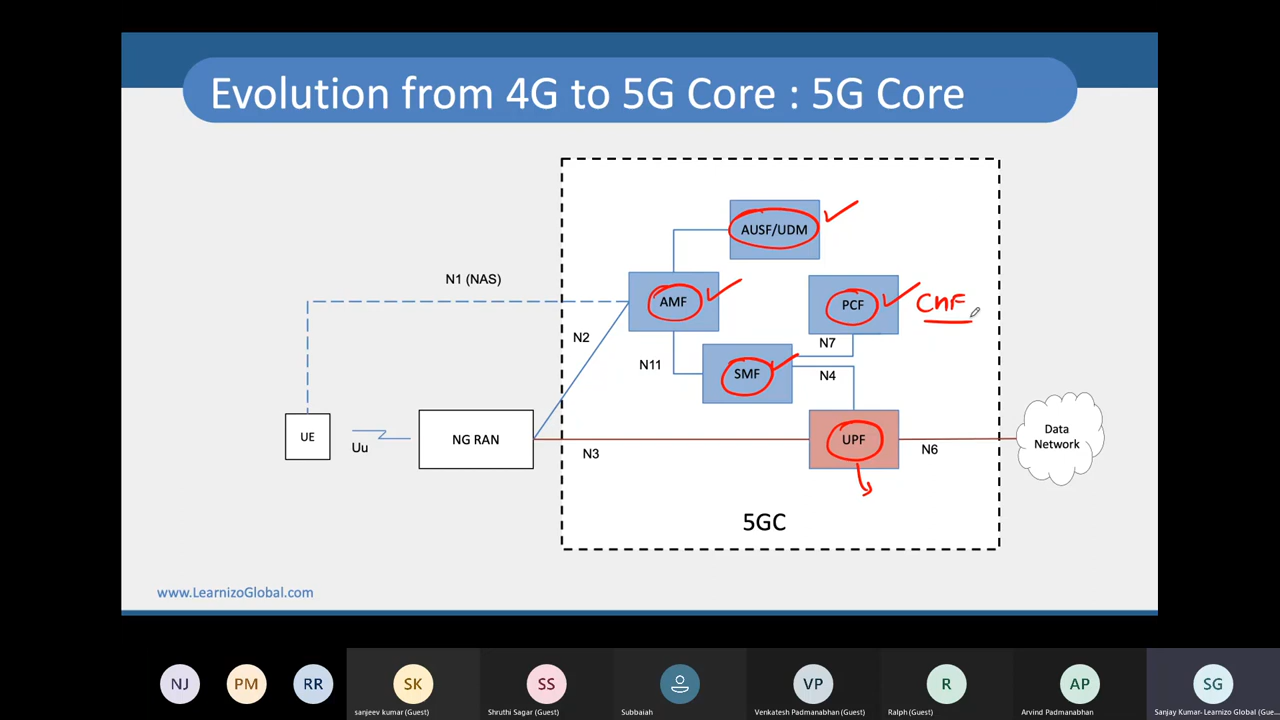 Evolution from 4G to 5G Core : 5G Core
AUSF/UDM
N1 (NAS)
AMF
PCF
CnF
N2
N7
N11
SMF
N4
UE
Uu
NG RAN
N3
UPF
N6
Data
Network
5GC
www.LearnizoGlobal.com
NJ
PM
RR
SK
sanjeev kumar (Guest)
SS
Shruthi Sagar (Guest)
Subbaiah
VP
Venkatesh Padmanabhan (Guest)
R
Ralph (Guest)
AP
Arvind Padmanabhan
SG
Sanjay Kumar- Learnizo Global (Gue...